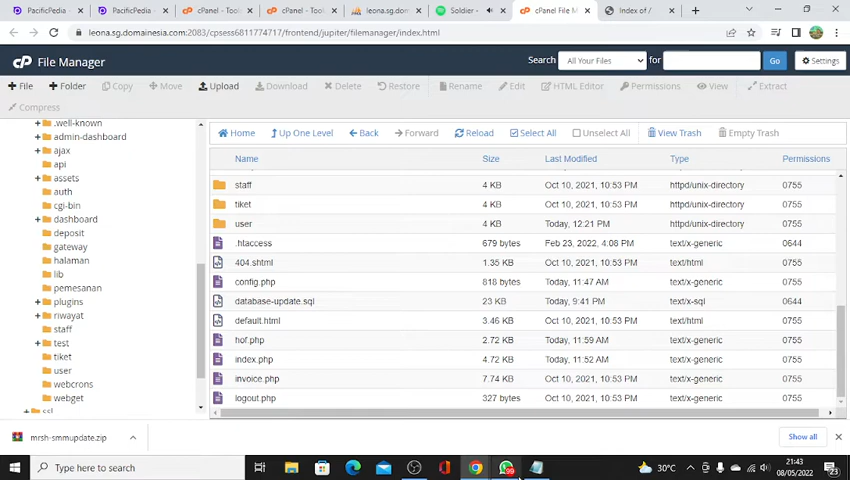 PacificPedia -
PacificPedia -
cPanel - Tool
cPanel - Tool
leona.sg.dom
Soldier -
cPanel File M
Index of /
leona.sg.domanesia.com:2083/cpsess6811774717/frontend/jupiter/filemanager/index.html
cP File Manager
Search All Your Files for Go Settings
File Folder Copy Move Upload Download Delete Restore Rename Edit HTML Editor Permissions View Extract
Compress
Home Up One Level Back Forward Reload Select All Unselect All View Trash Empty Trash
.well-known
admin-dashboard
ajax
api
assets
auth
cgi-bin
dashboard
deposit
gateway
halaman
lib
pemesanan
plugins
riwayat
staff
test
tiket
user
webcrons
webget
ssl
Name Size Last Modified Type Permissions
staff 4 KB Oct 10, 2021, 10:53 PM httpd/unix-directory 0755
tiket 4 KB Oct 10, 2021, 10:53 PM httpd/unix-directory 0755
user 4 KB Today, 12:21 PM httpd/unix-directory 0755
.htaccess 679 bytes Feb 23, 2022, 4:08 PM text/x-generic 0644
404.shtml 1.35 KB Oct 10, 2021, 10:53 PM text/html 0755
config.php 818 bytes Today, 11:47 AM text/x-generic 0755
database-update.sql 23 KB Today, 9:41 PM text/x-sql 0644
default.html 3.46 KB Oct 10, 2021, 10:53 PM text/html 0755
hof.php 2.72 KB Today, 11:59 AM text/x-generic 0755
index.php 4.72 KB Today, 11:52 AM text/x-generic 0755
invoice.php 7.74 KB Oct 10, 2021, 10:53 PM text/x-generic 0755
logout.php 327 bytes Oct 10, 2021, 10:53 PM text/x-generic 0755
mrsh-smmupdate.zip
Show all
Type here to search
99
30°C
21:43
08/05/2022
23